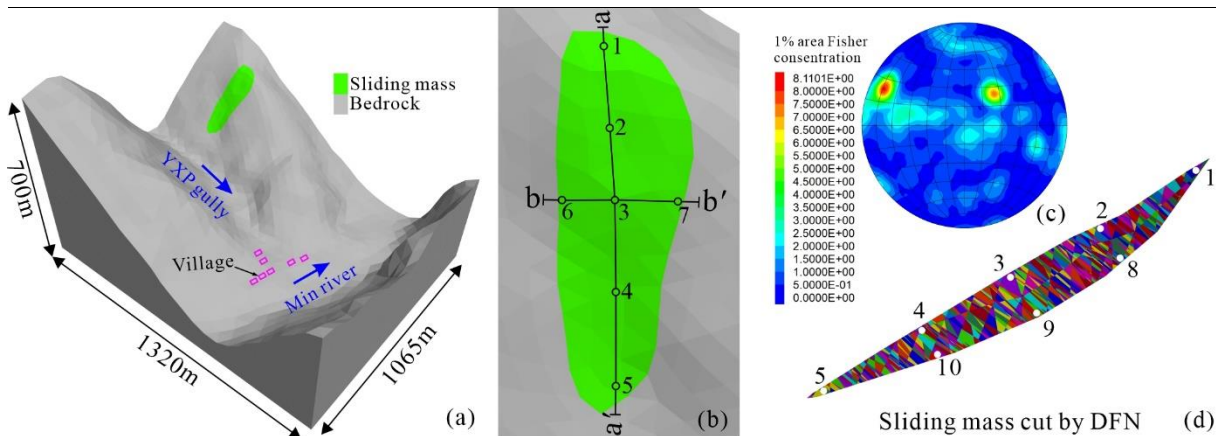 Sliding mass
Bedrock
700m
YXP gully
Village
Min river
1320m
1065m
(a)
a
1
2
b
6
3
7
b′
4
5
a′
(b)
1% area Fisher
consentration
8.1101E+00
8.0000E+00
7.5000E+00
7.0000E+00
6.5000E+00
6.0000E+00
5.5000E+00
5.0000E+00
4.5000E+00
4.0000E+00
3.5000E+00
3.0000E+00
2.5000E+00
2.0000E+00
1.5000E+00
1.0000E+00
5.0000E-01
0.0000E+00
(c)
1
2
3
8
4
9
5
10
Sliding mass cut by DFN
(d)